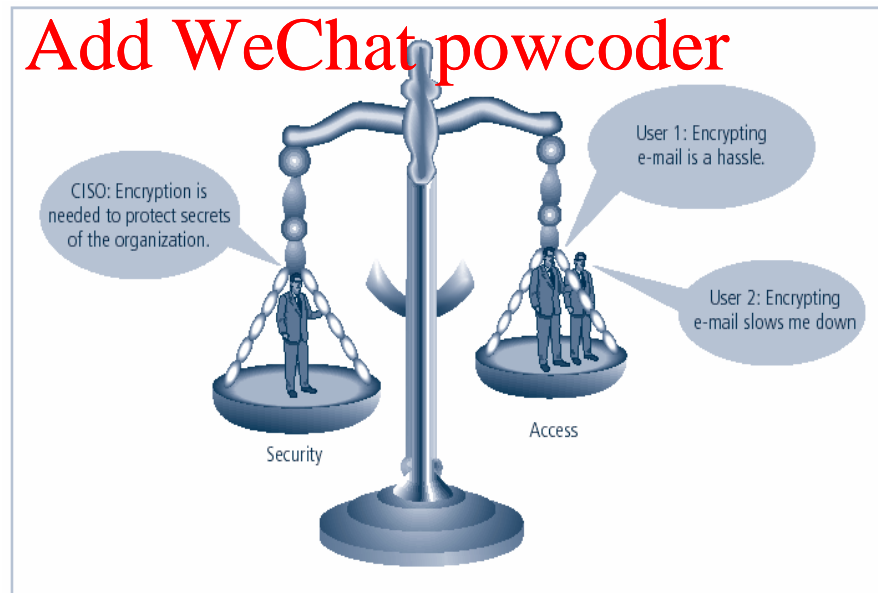 Add WeChat powcoder
User 1: Encrypting
e-mail is a hassle.
CISO: Encryption is
needed to protect secrets
of the organization.
User 2: Encrypting
e-mail slows me down
Access
Security